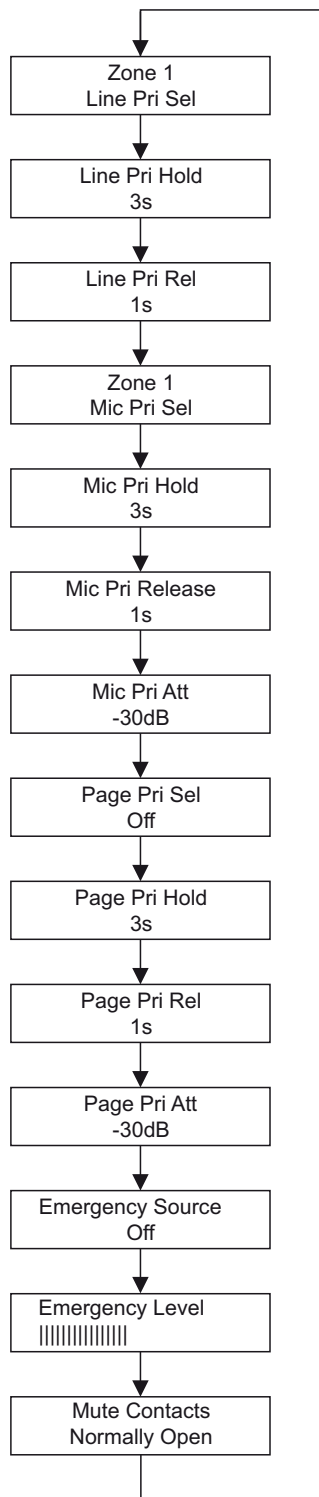 Zone 1
Line Pri Sel
Line Pri Hold
3s
Line Pri Rel
1s
Zone 1
Mic Pri Sel
Mic Pri Hold
3s
Mic Pri Release
1s
Mic Pri Att
-30dB
Page Pri Sel
Off
Page Pri Hold
3s
Page Pri Rel
1s
Page Pri Att
-30dB
Emergency Source
Off
Emergency Level
||||||||||||||||
Mute Contacts
Normally Open